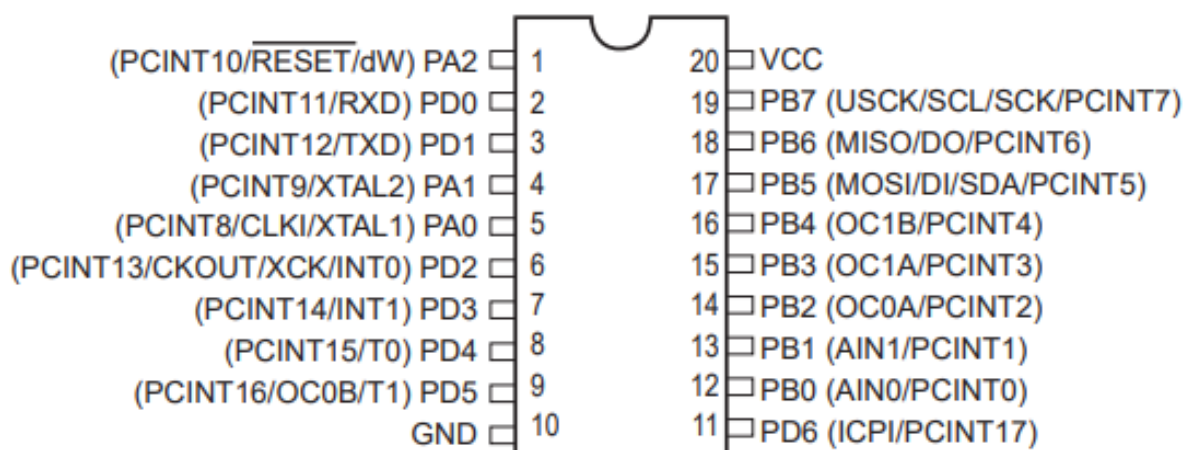 (PCINT10/RESET/dW) PA2 1 20 VCC
(PCINT11/RXD) PD0 2 19 PB7 (USCK/SCL/SCK/PCINT7)
(PCINT12/TXD) PD1 3 18 PB6 (MISO/DO/PCINT6)
(PCINT9/XTAL2) PA1 4 17 PB5 (MOSI/DI/SDA/PCINT5)
(PCINT8/CLKI/XTAL1) PA0 5 16 PB4 (OC1B/PCINT4)
(PCINT13/CKOUT/XCK/INT0) PD2 6 15 PB3 (OC1A/PCINT3)
(PCINT14/INT1) PD3 7 14 PB2 (OC0A/PCINT2)
(PCINT15/T0) PD4 8 13 PB1 (AIN1/PCINT1)
(PCINT16/OC0B/T1) PD5 9 12 PB0 (AIN0/PCINT0)
GND 10 11 PD6 (ICPI/PCINT17)